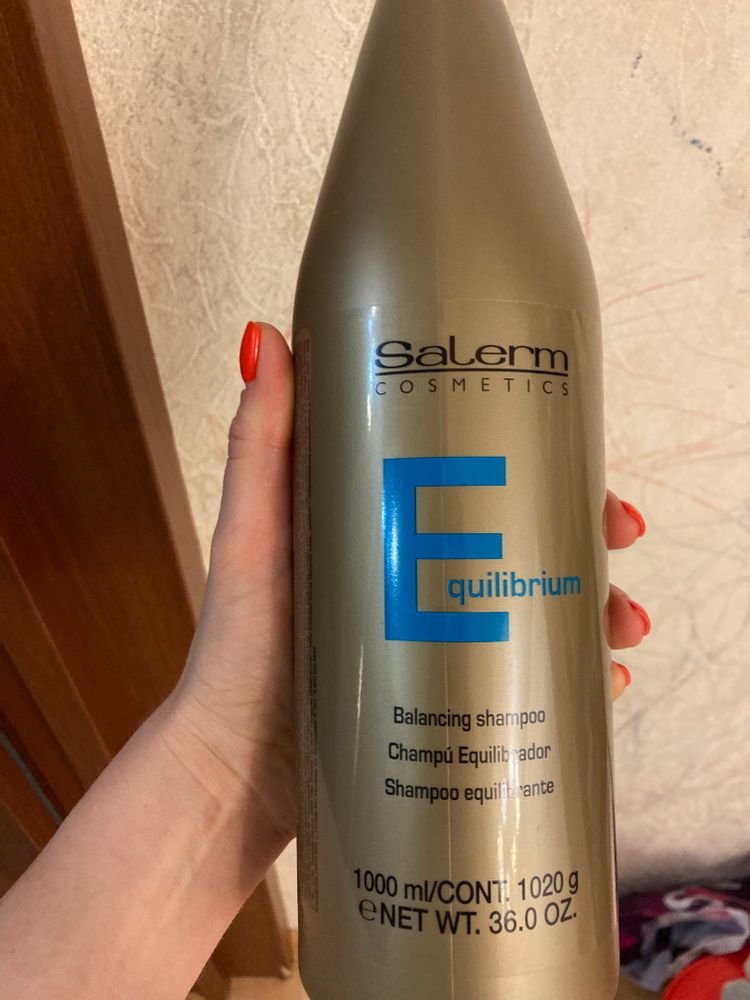 Salerm
COSMETICS
Equilibrium
Balancing shampoo
Champú Equilibrador
Shampoo equilibrante
1000 ml/CONT. 1020 g
℮NET WT. 36.0 OZ.